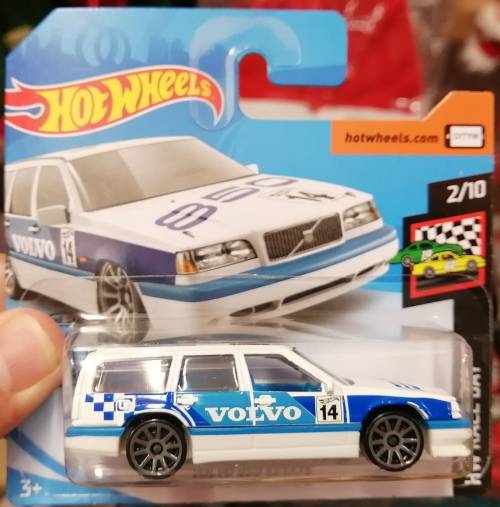 HOT WHEELS
hotwheels.com
2/10
850
VOLVO
14
VOLVO
14
HW RACE DAY
3+